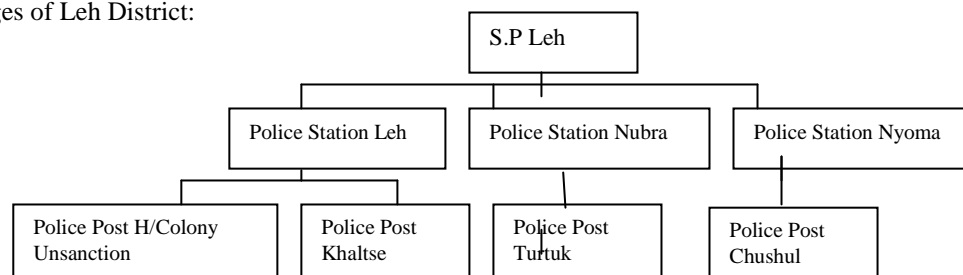 ges of Leh District:
S.P Leh
Police Station Leh
Police Station Nubra
Police Station Nyoma
Police Post H/Colony
Unsanction
Police Post
Khaltse
Police Post
Turtuk
Police Post
Chushul